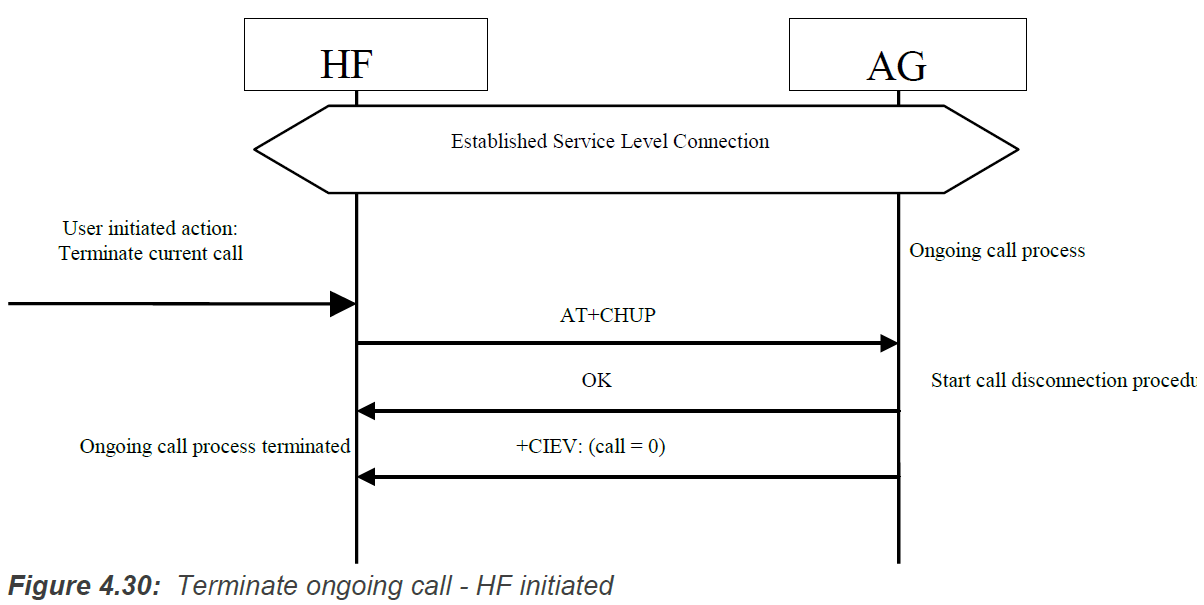 HF
AG
Established Service Level Connection
User initiated action:
Terminate current call
Ongoing call process
AT+CHUP
OK
Start call disconnection procedu
Ongoing call process terminated
+CIEV: (call = 0)
Figure 4.30: Terminate ongoing call - HF initiated